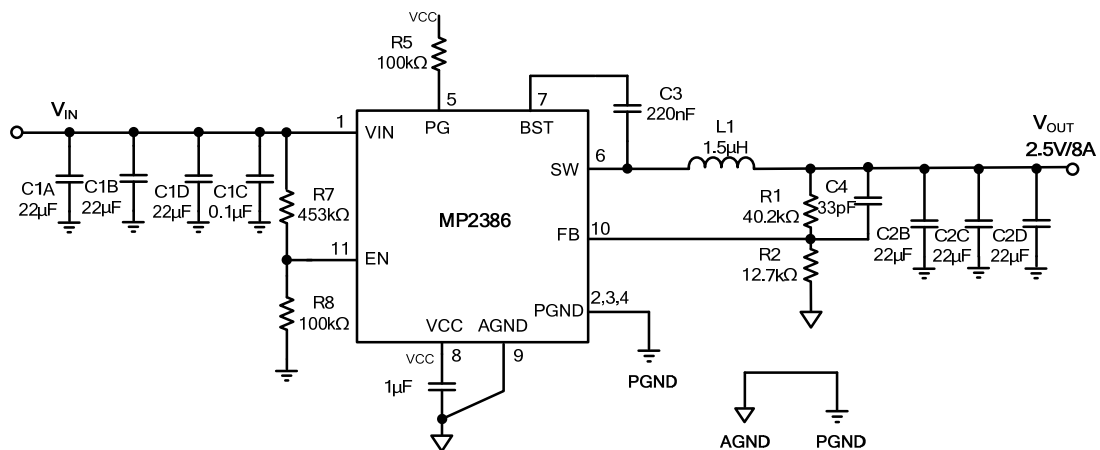 VCC
R5
100kΩ
5
7
C3
220nF
VIN
1
VIN
PG
BST
L1
1.5µH
VOUT
2.5V/8A
6
SW
C1A
22µF
C1B
22µF
C1D
22µF
C1C
0.1µF
R7
453kΩ
MP2386
R1
40.2kΩ
C4
33pF
FB
10
C2B
22µF
C2C
22µF
C2D
22µF
11
EN
R2
12.7kΩ
R8
100kΩ
2,3,4
PGND
VCC
AGND
VCC
8
9
1µF
PGND
AGND
PGND